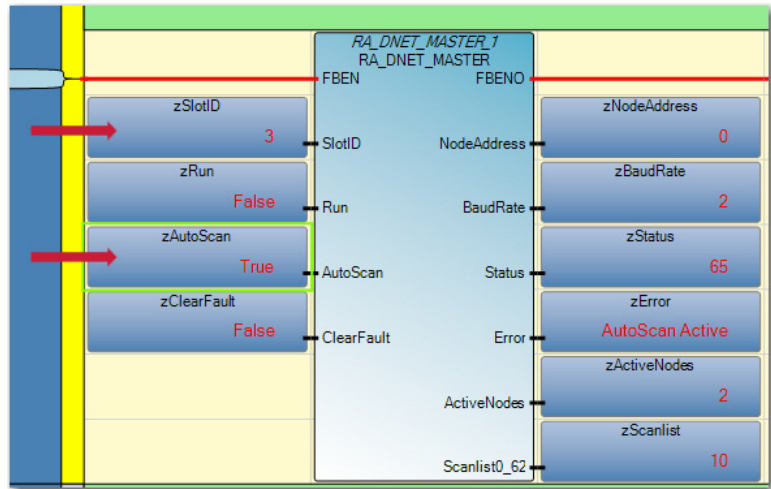 RA_DNET_MASTER_1
RA_DNET_MASTER
FBEN FBENO
zSlotID
3
SlotID
zNodeAddress
0
NodeAddress
zRun
False
Run
zBaudRate
2
BaudRate
zAutoScan
True
AutoScan
zStatus
65
Status
zClearFault
False
ClearFault
zError
AutoScan Active
Error
zActiveNodes
2
ActiveNodes
zScanlist
10
Scanlist0_62